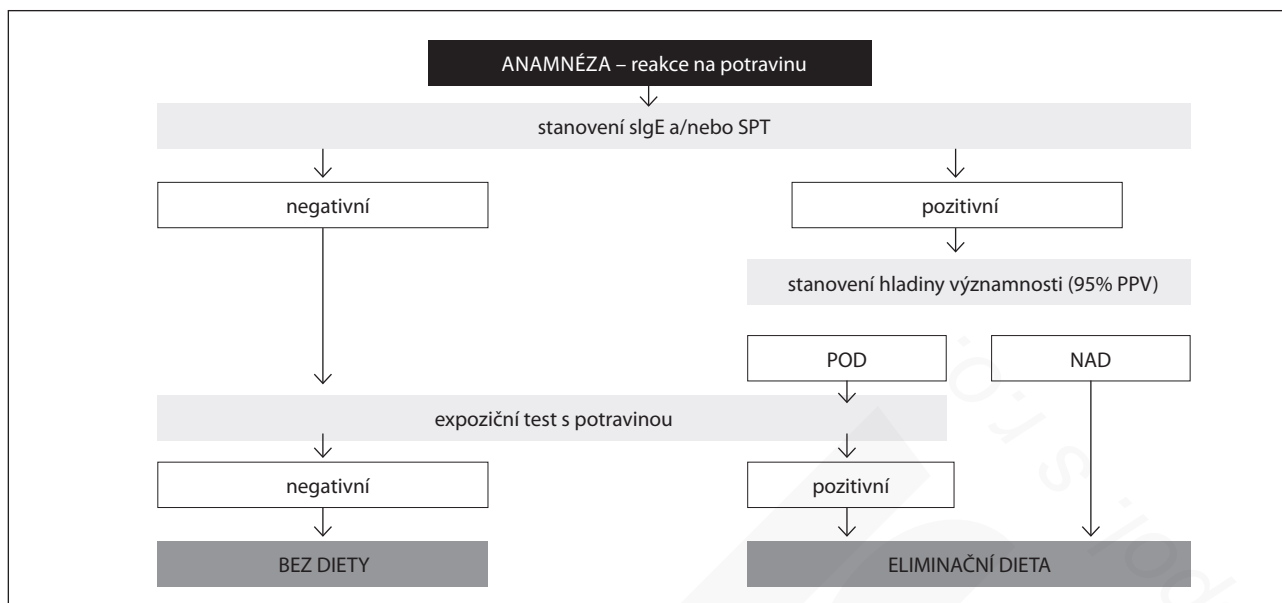 ANAMNÉZA – reakce na potravinu
stanovení sIgE a/nebo SPT
negativní
pozitivní
stanovení hladiny významnosti (95% PPV)
POD
NAD
expoziční test s potravinou
negativní
pozitivní
BEZ DIETY
ELIMINAČNÍ DIETA